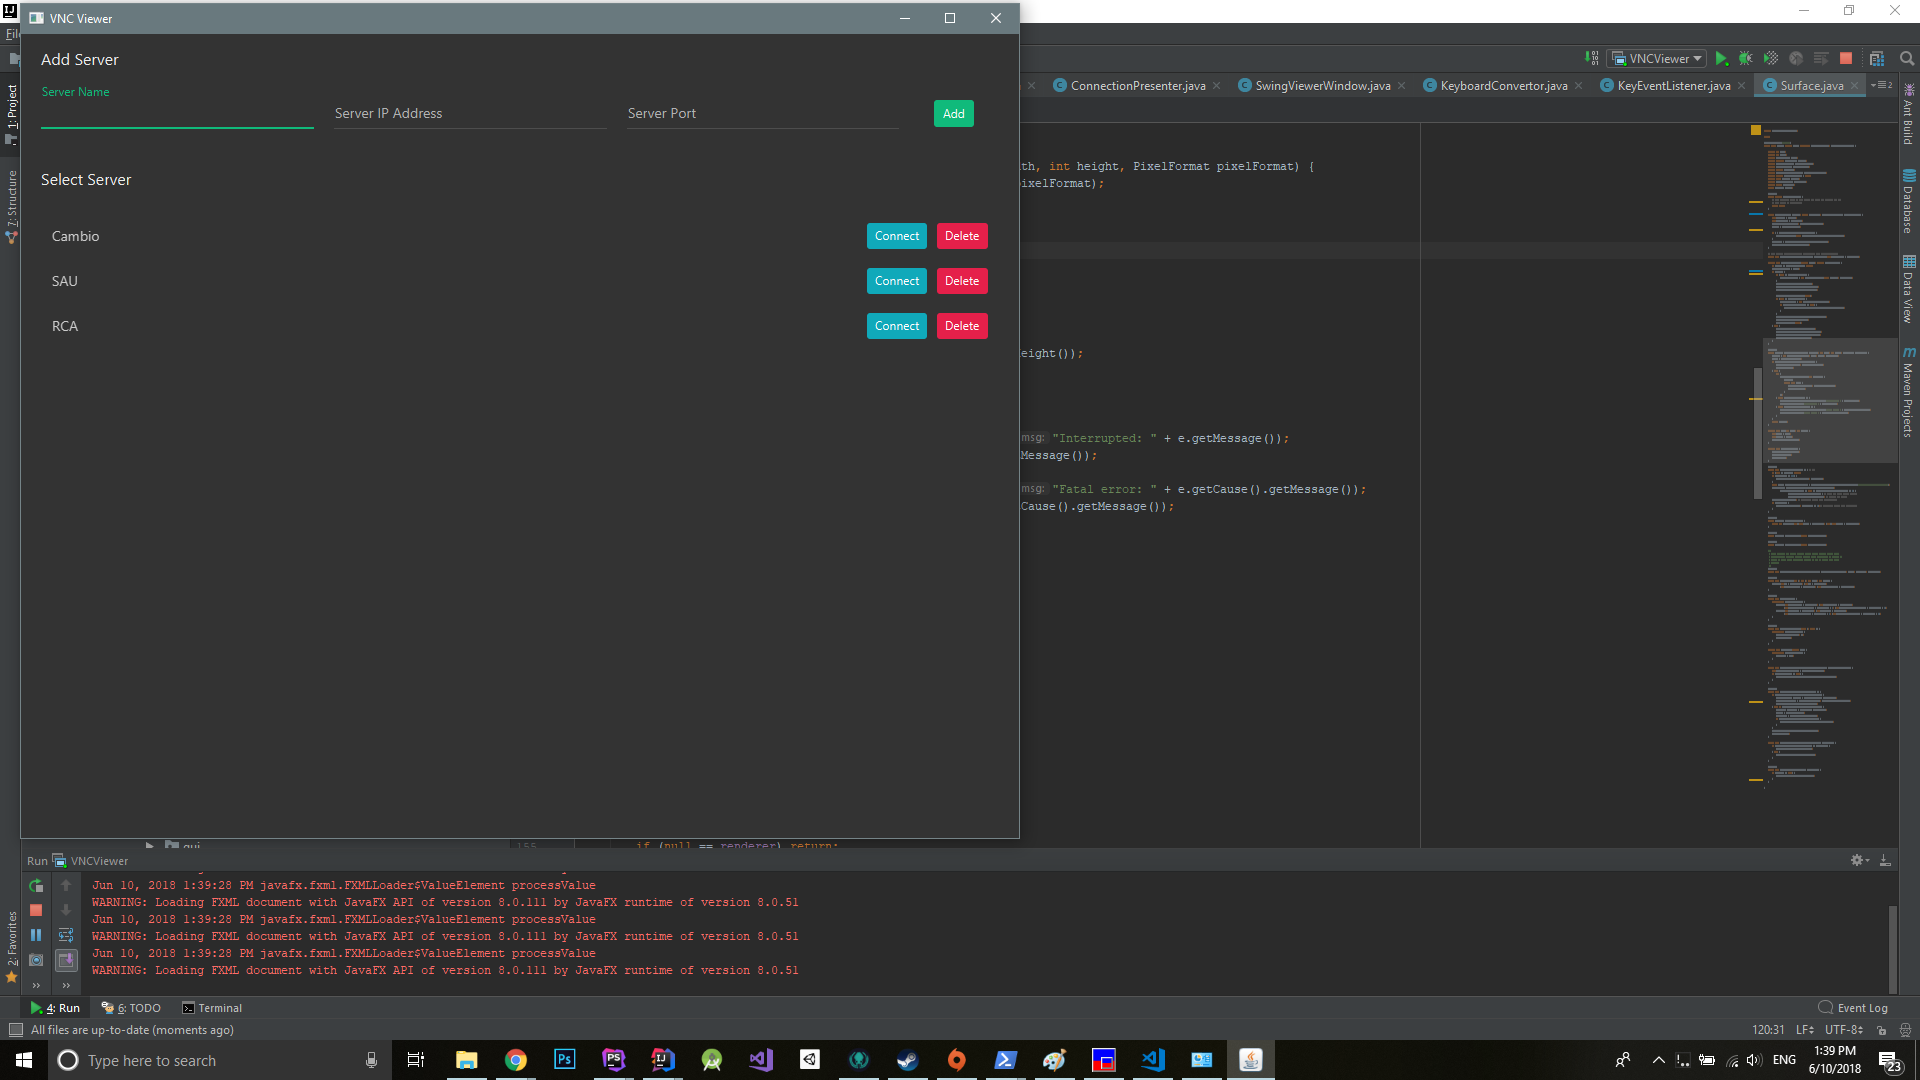 VNC Viewer
Add Server
Server Name
Server IP Address
Server Port
Add
Select Server
Cambio
Connect
Delete
SAU
Connect
Delete
RCA
Connect
Delete
VNCViewer
ConnectionPresenter.java
SwingViewerWindow.java
KeyboardConvertor.java
KeyEventListener.java
Surface.java
1: Project
7: Structure
2: Favorites
Ant Build
Database
Data View
Maven Projects
th, int height, PixelFormat pixelFormat) {
ixelFormat);
eight());
msg: "Interrupted: " + e.getMessage());
Message());
msg: "Fatal error: " + e.getCause().getMessage());
Cause().getMessage());
if (null == renderer) return;
Run VNCViewer
Jun 10, 2018 1:39:28 PM javafx.fxml.FXMLLoader$ValueElement processValue
WARNING: Loading FXML document with JavaFX API of version 8.0.111 by JavaFX runtime of version 8.0.51
Jun 10, 2018 1:39:28 PM javafx.fxml.FXMLLoader$ValueElement processValue
WARNING: Loading FXML document with JavaFX API of version 8.0.111 by JavaFX runtime of version 8.0.51
Jun 10, 2018 1:39:28 PM javafx.fxml.FXMLLoader$ValueElement processValue
WARNING: Loading FXML document with JavaFX API of version 8.0.111 by JavaFX runtime of version 8.0.51
4: Run
6: TODO
Terminal
Event Log
All files are up-to-date (moments ago)
120:31
LF
UTF-8
Type here to search
ENG
1:39 PM
6/10/2018
23